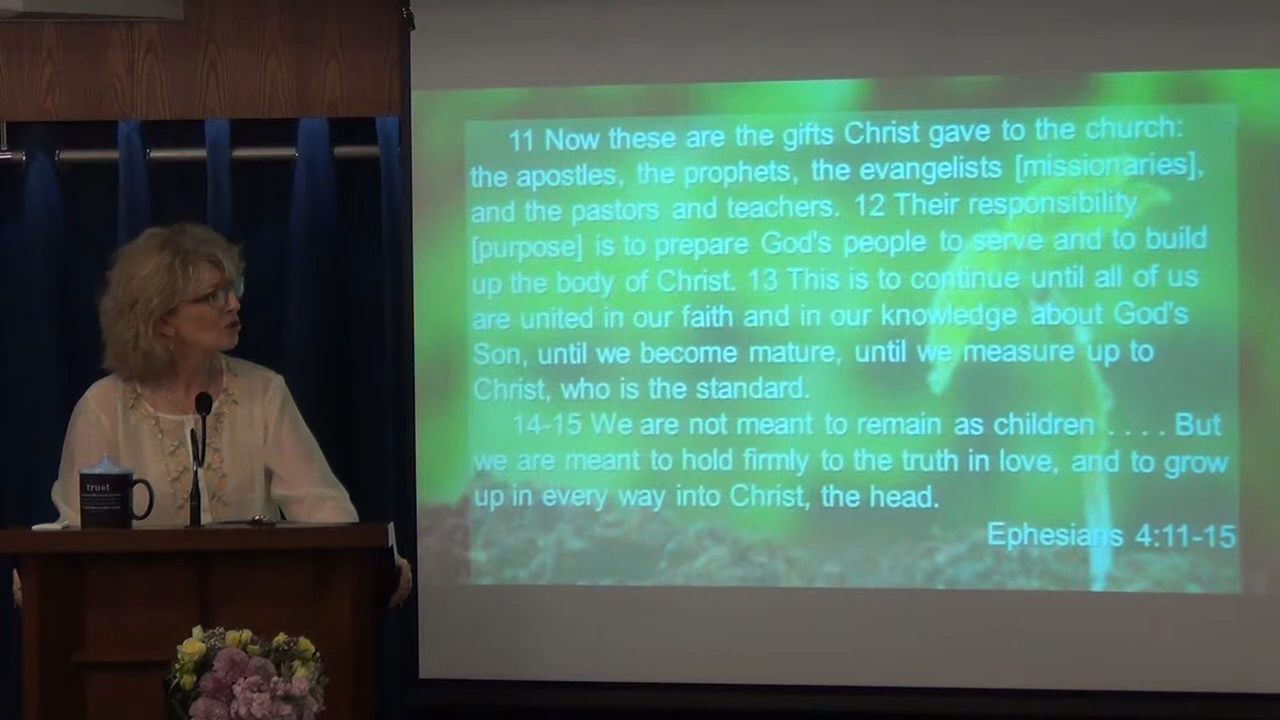 trust
11 Now these are the gifts Christ gave to the church:
the apostles, the prophets, the evangelists [missionaries],
and the pastors and teachers. 12 Their responsibility
[purpose] is to prepare God's people to serve and to build
up the body of Christ. 13 This is to continue until all of us
are united in our faith and in our knowledge about God's
Son, until we become mature, until we measure up to
Christ, who is the standard.
14-15 We are not meant to remain as children . . . . But
we are meant to hold firmly to the truth in love, and to grow
up in every way into Christ, the head.
Ephesians 4:11-15